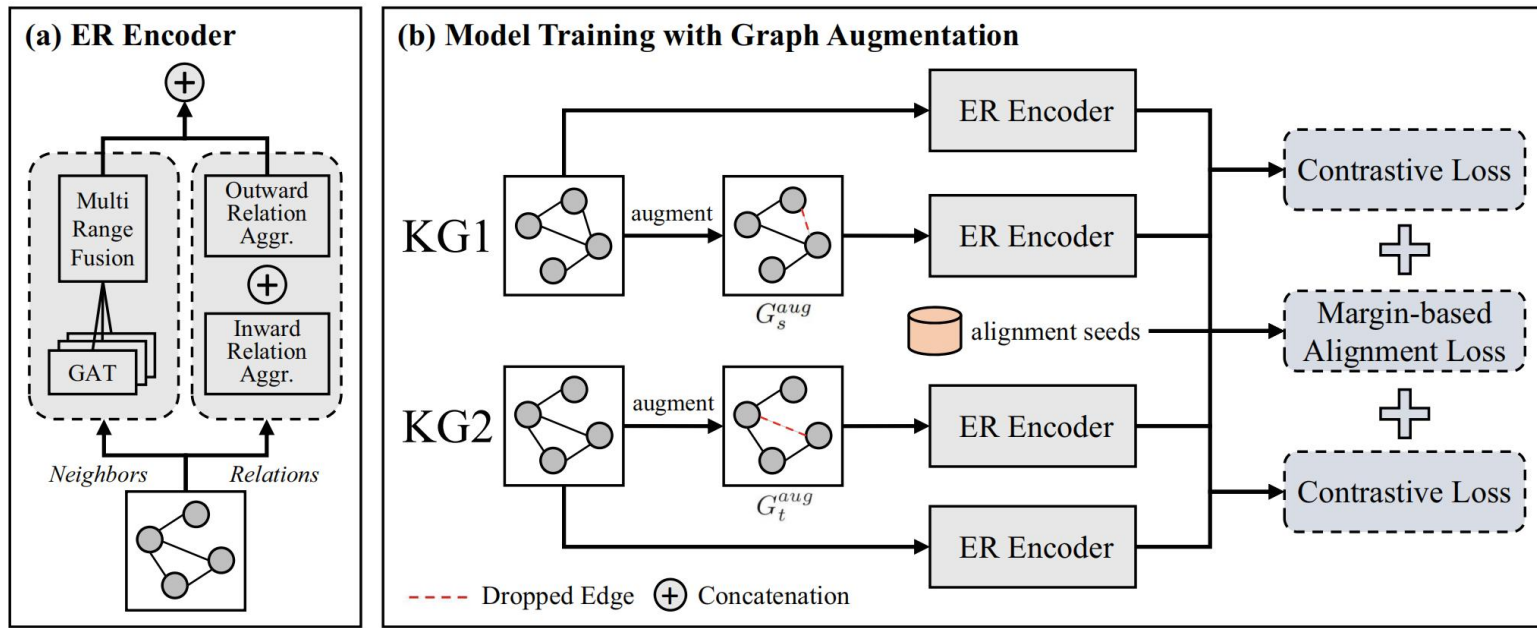 (a) ER Encoder
Multi
Range
Fusion
GAT
Outward
Relation
Aggr.
Inward
Relation
Aggr.
Neighbors
Relations
(b) Model Training with Graph Augmentation
ER Encoder
KG1
augment
G_s^{aug}
ER Encoder
alignment seeds
KG2
augment
G_t^{aug}
ER Encoder
ER Encoder
Contrastive Loss
Margin-based
Alignment Loss
Contrastive Loss
Dropped Edge
Concatenation